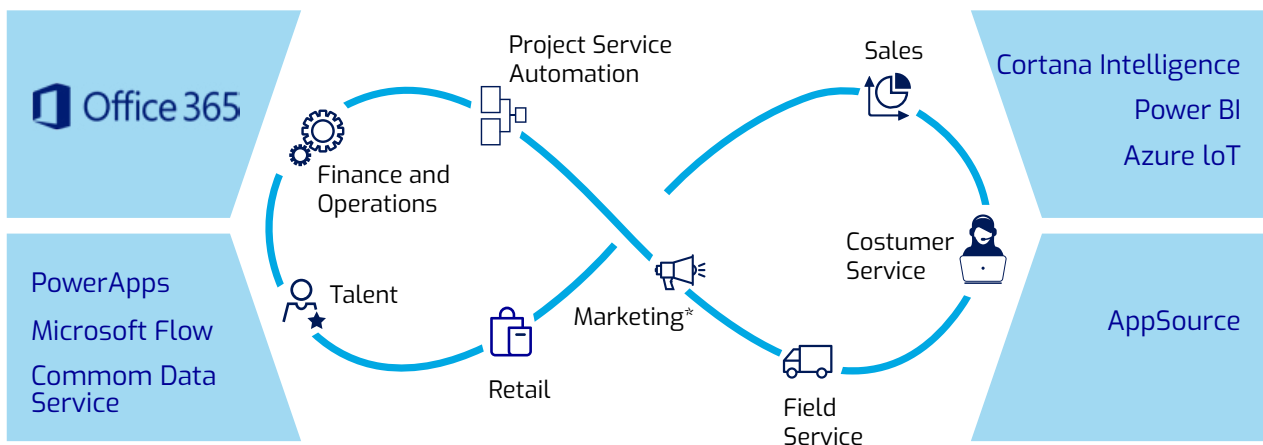 Office 365
PowerApps
Microsoft Flow
Commom Data
Service
Project Service
Automation
Finance and
Operations
Talent
Retail
Marketing*
Sales
Costumer
Service
Field
Service
Cortana Intelligence
Power BI
Azure loT
AppSource